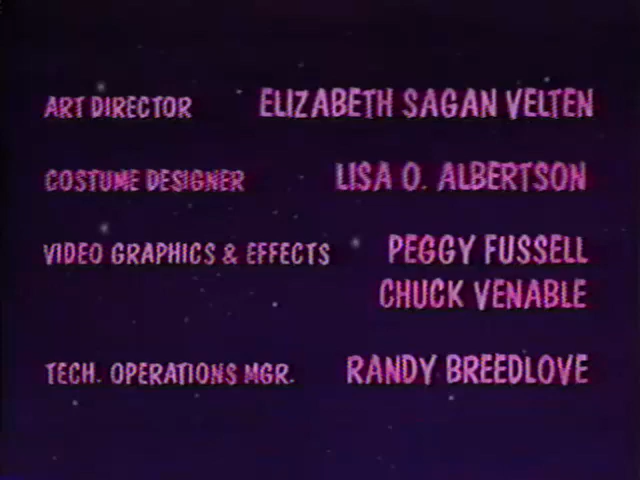 ART DIRECTOR ELIZABETH SAGAN VELTEN
COSTUME DESIGNER LISA O. ALBERTSON
VIDEO GRAPHICS & EFFECTS PEGGY FUSSELL
CHUCK VENABLE
TECH. OPERATIONS MGR. RANDY BREEDLOVE